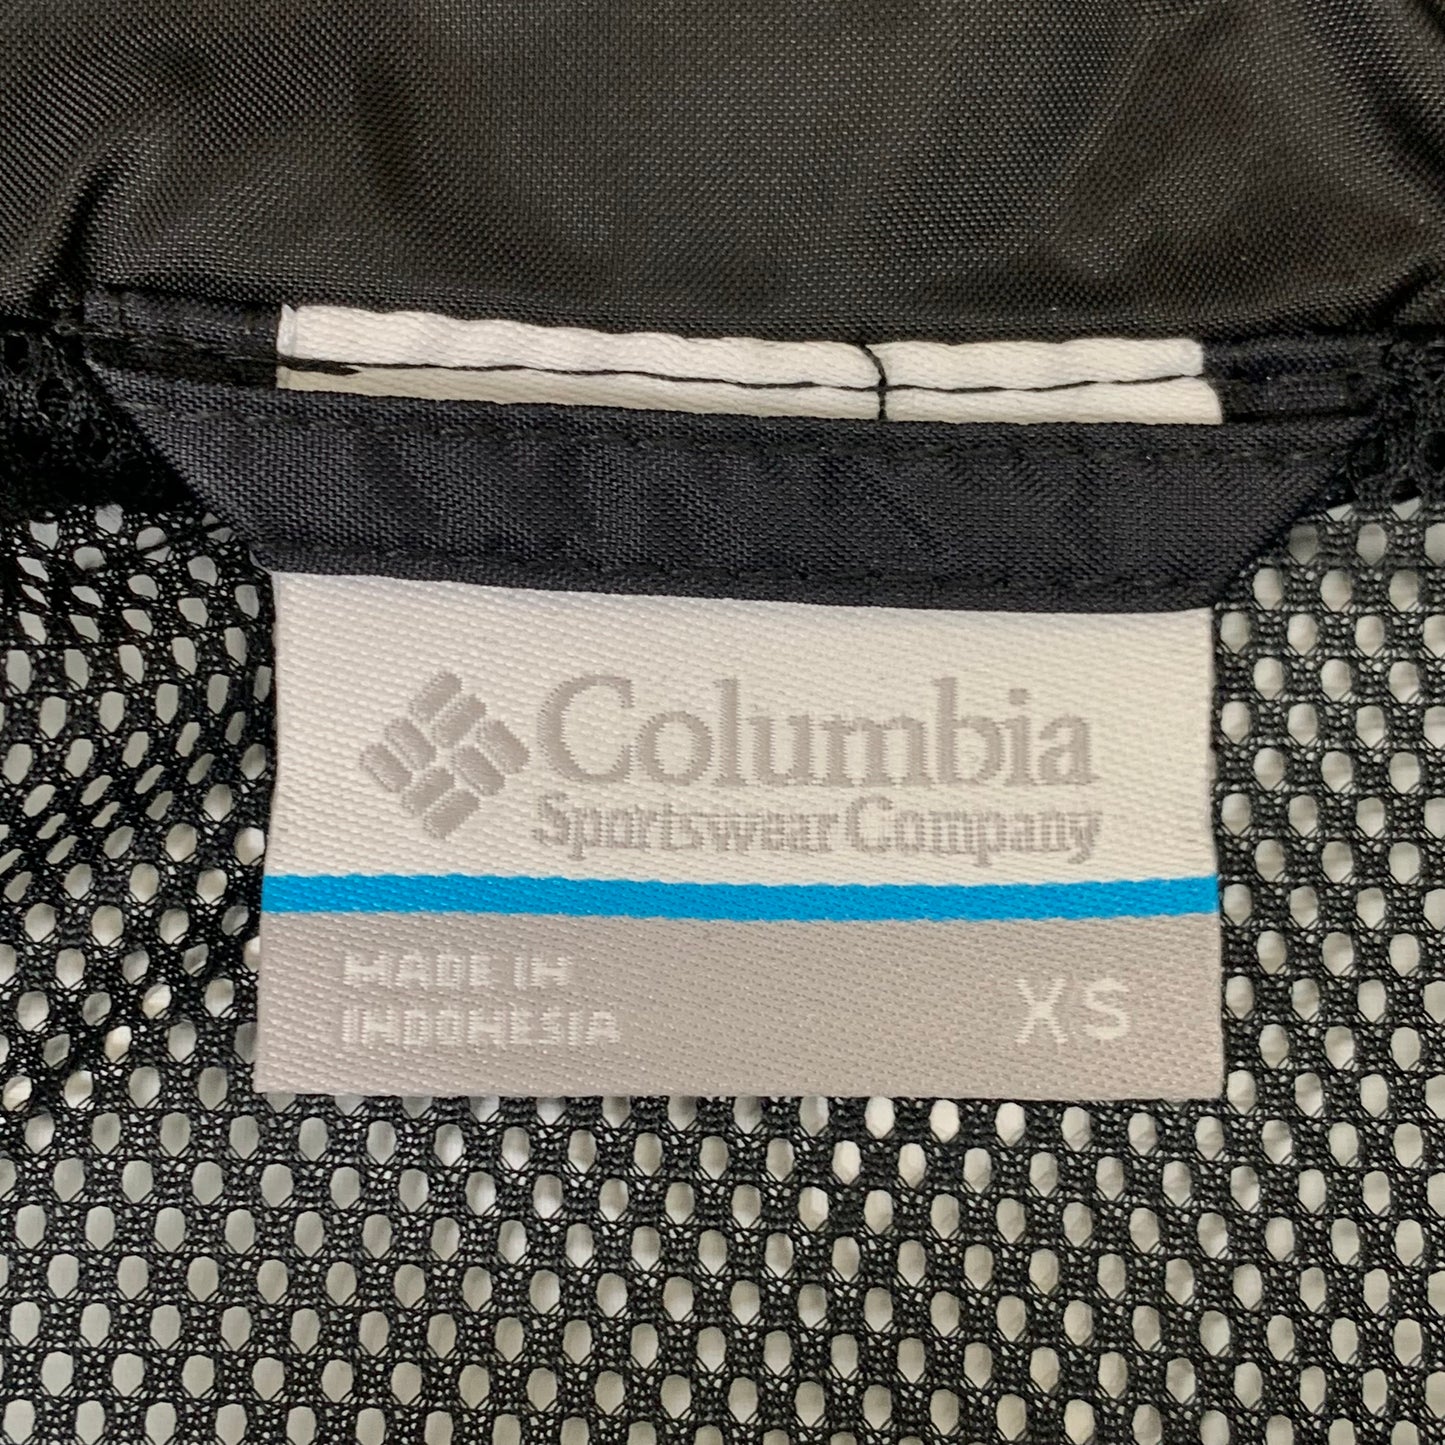 Columbia
Sportswear Company
MADE IN
INDONESIA
XS